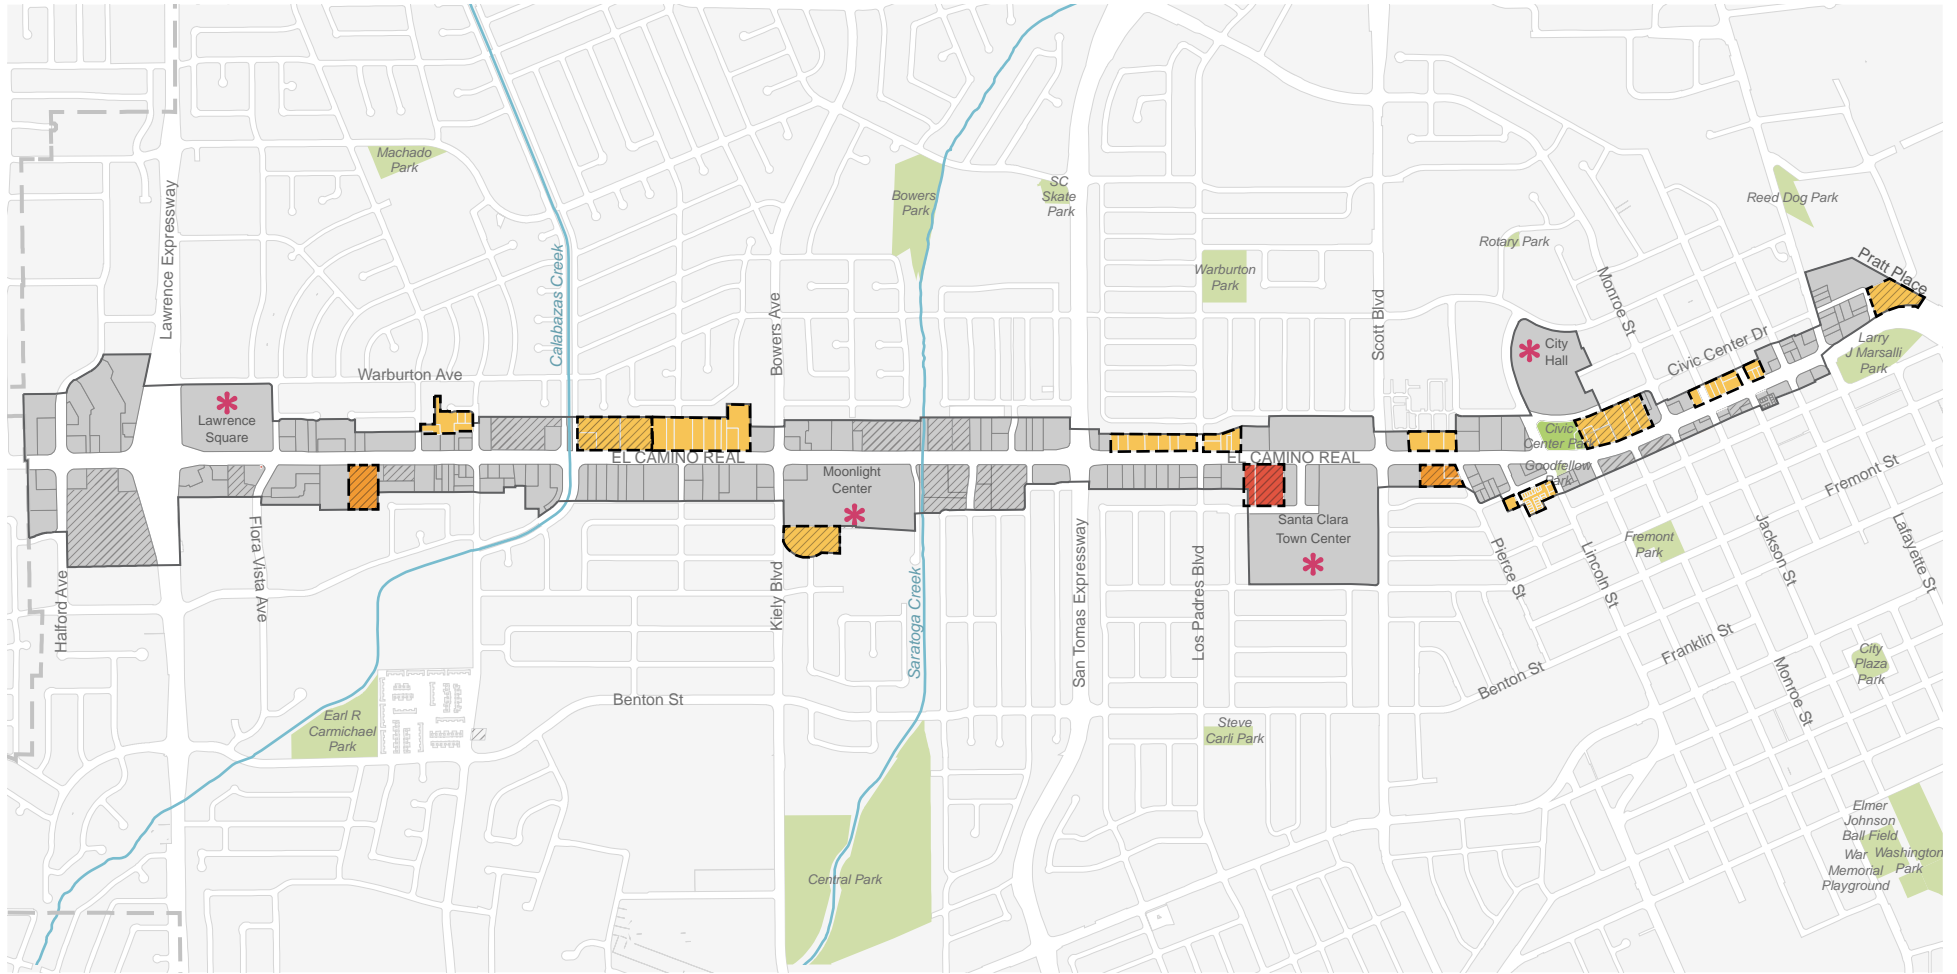 Machado
Park
Bowers
Park
SC
Skate
Park
Reed Dog Park
Rotary Park
Warburton
Park
Pratt Place
Lawrence Expressway
Calabazas Creek
Bowers Ave
Scott Blvd
Monroe St
City
Hall
Civic Center Dr
Larry
J Marsalli
Park
Warburton Ave
Lawrence
Square
Civic
Center Park
EL CAMINO REAL
EL CAMINO REAL
Moonlight
Center
Goodfellow
Park
Fremont St
Santa Clara
Town Center
Flora Vista Ave
Halford Ave
Kiely Blvd
Saratoga Creek
San Tomas Expressway
Los Padres Blvd
Pierce St
Lincoln St
Fremont
Park
Jackson St
Lafayette St
Franklin St
City
Plaza
Park
Benton St
Benton St
Monroe St
Earl R
Carmichael
Park
Steve
Carli Park
Central Park
Elmer
Johnson
Ball Field
War
Memorial
Playground
Washington
Park